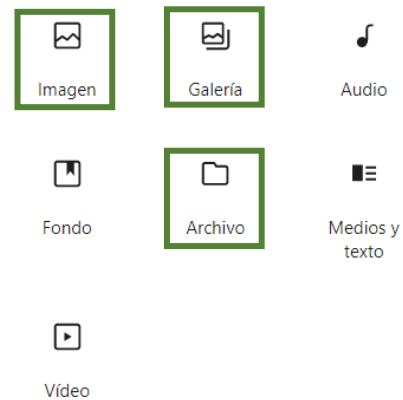 Imagen
Galería
Audio
Fondo
Archivo
Medios y
texto
Vídeo